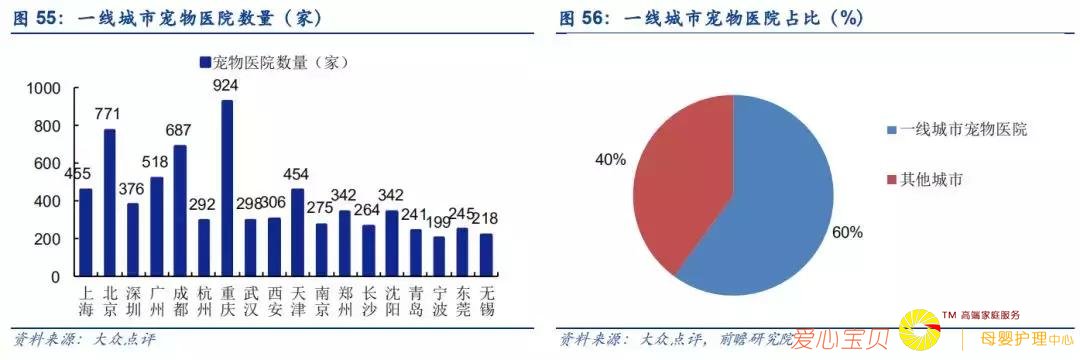 图 55：一线城市宠物医院数量（家）
宠物医院数量（家）
1000
800
600
400
200
0
455
771
376
518
687
292
924
298
306
454
275
342
264
342
241
199
245
218
上海
北京
深圳
广州
成都
杭州
重庆
武汉
西安
天津
南京
郑州
长沙
沈阳
青岛
宁波
东莞
无锡
资料来源：大众点评
图 56：一线城市宠物医院占比（%）
40%
60%
一线城市宠物医院
其他城市
资料来源：大众点评，前瞻研究院
爱心宝贝
TM 高端家庭服务
母婴护理中心